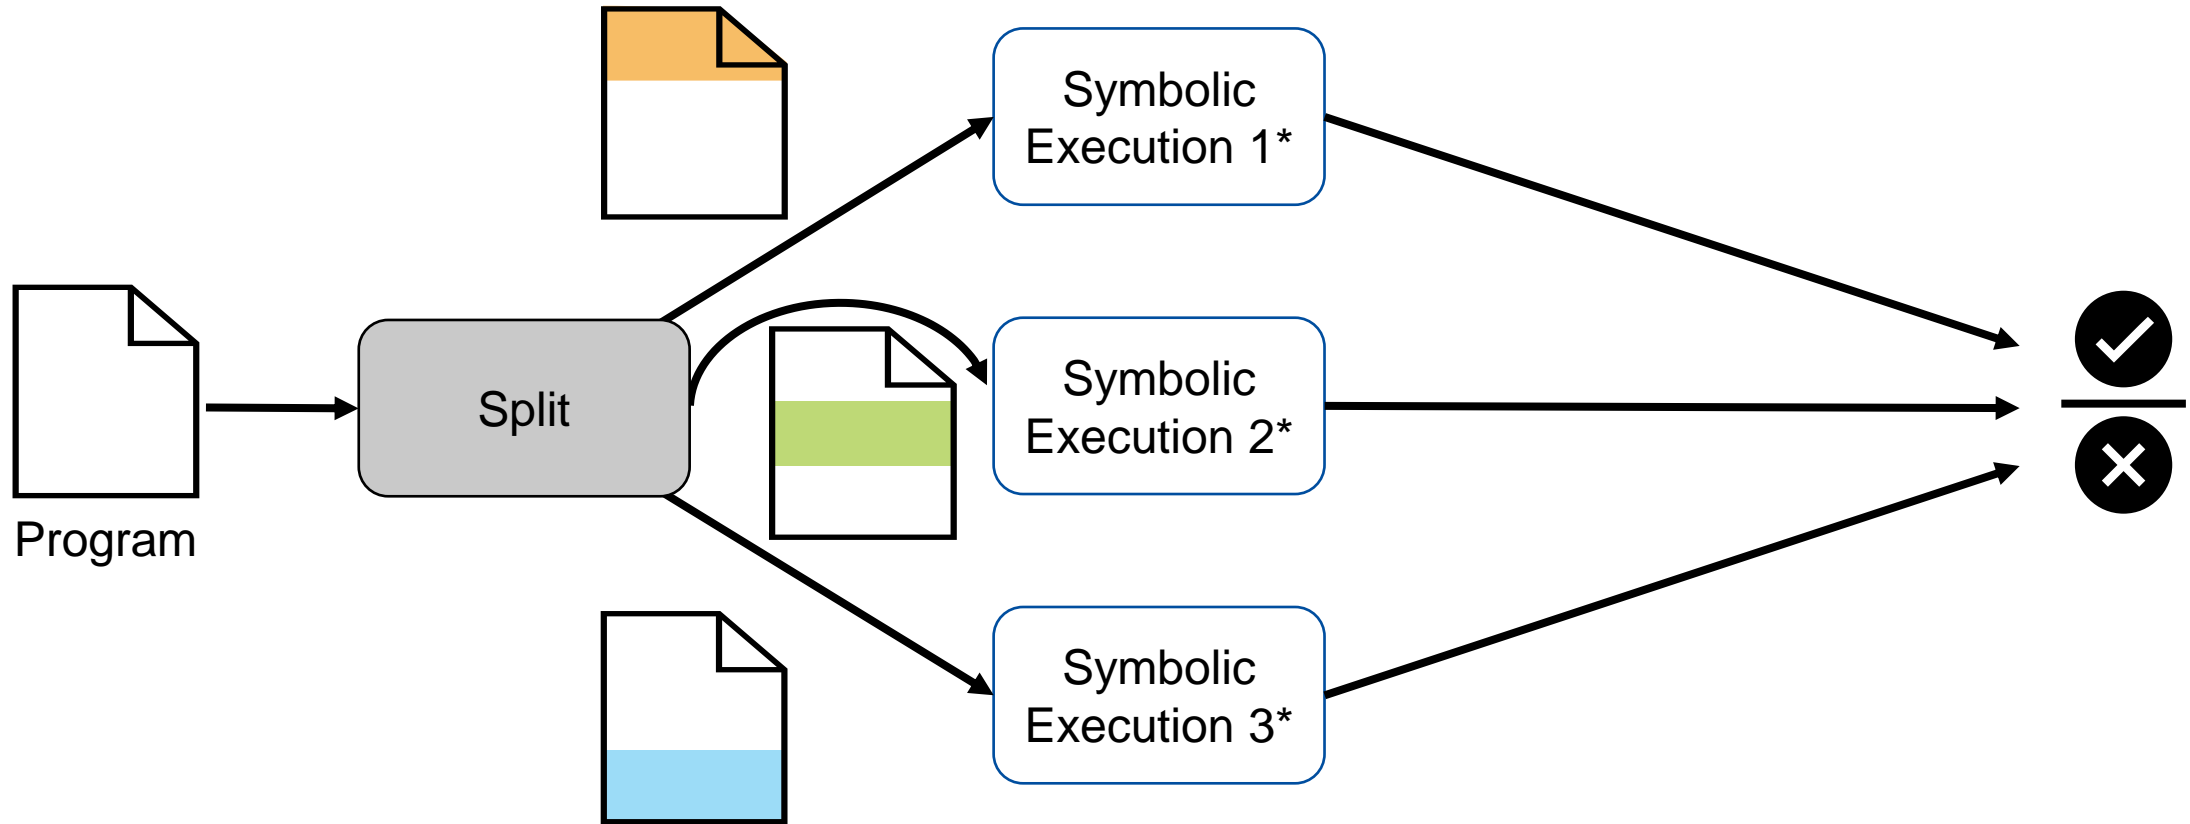 Symbolic
Execution 1*
Program
Split
Symbolic
Execution 2*
Symbolic
Execution 3*